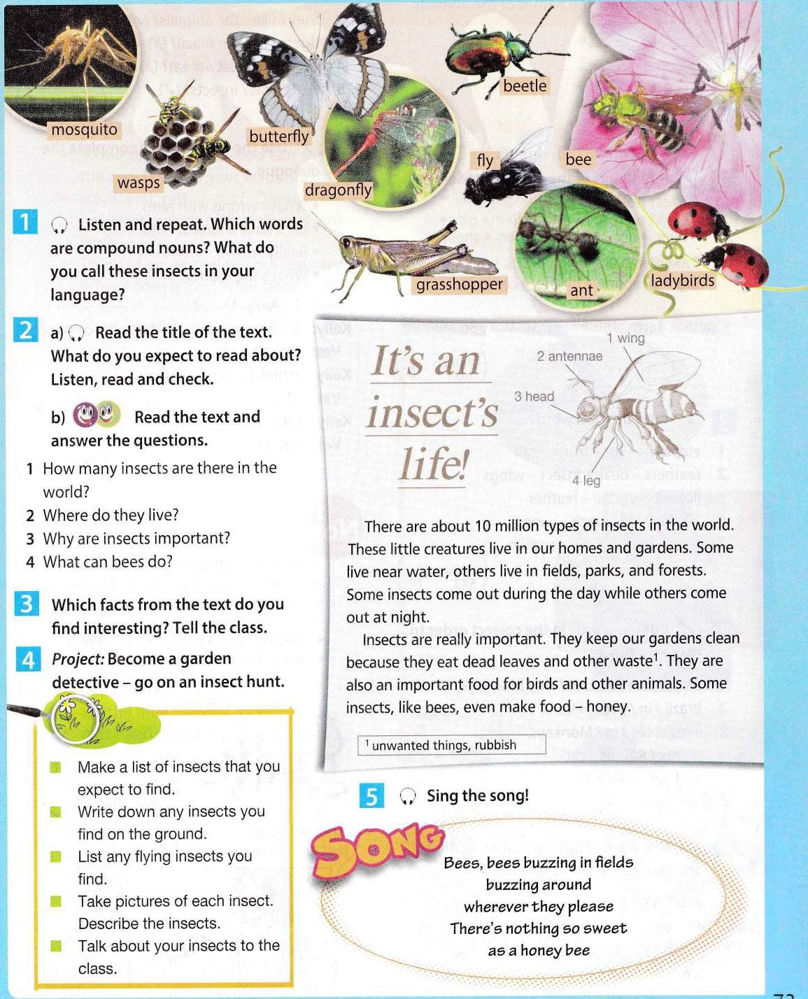 mosquito
wasps
butterfly
dragonfly
beetle
fly
bee
grasshopper
ant
ladybirds
1 Listen and repeat. Which words
are compound nouns? What do
you call these insects in your
language?
2 a) Read the title of the text.
What do you expect to read about?
Listen, read and check.
b) Read the text and
answer the questions.
1 How many insects are there in the
world?
2 Where do they live?
3 Why are insects important?
4 What can bees do?
3 Which facts from the text do you
find interesting? Tell the class.
4 Project: Become a garden
detective – go on an insect hunt.
Make a list of insects that you
expect to find.
Write down any insects you
find on the ground.
List any flying insects you
find.
Take pictures of each insect.
Describe the insects.
Talk about your insects to the
class.
It's an
insect's
life!
1 wing
2 antennae
3 head
4 leg
There are about 10 million types of insects in the world.
These little creatures live in our homes and gardens. Some
live near water, others live in fields, parks, and forests.
Some insects come out during the day while others come
out at night.
Insects are really important. They keep our gardens clean
because they eat dead leaves and other waste¹. They are
also an important food for birds and other animals. Some
insects, like bees, even make food – honey.
¹ unwanted things, rubbish
5 Sing the song!
SONG
Bees, bees buzzing in fields
buzzing around
wherever they please
There's nothing so sweet
as a honey bee